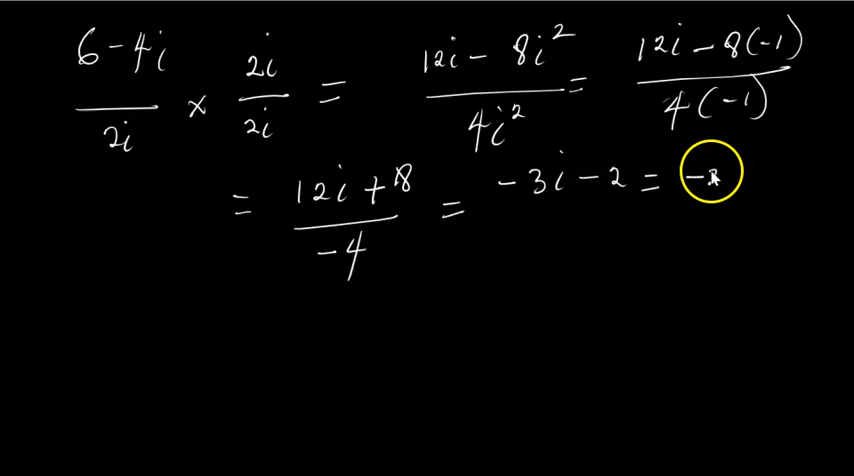 6 - 4i / 2i × 2i / 2i = 12i - 8i² / 4i² = 12i - 8(-1) / 4(-1)
= 12i + 8 / -4 = -3i - 2 = -